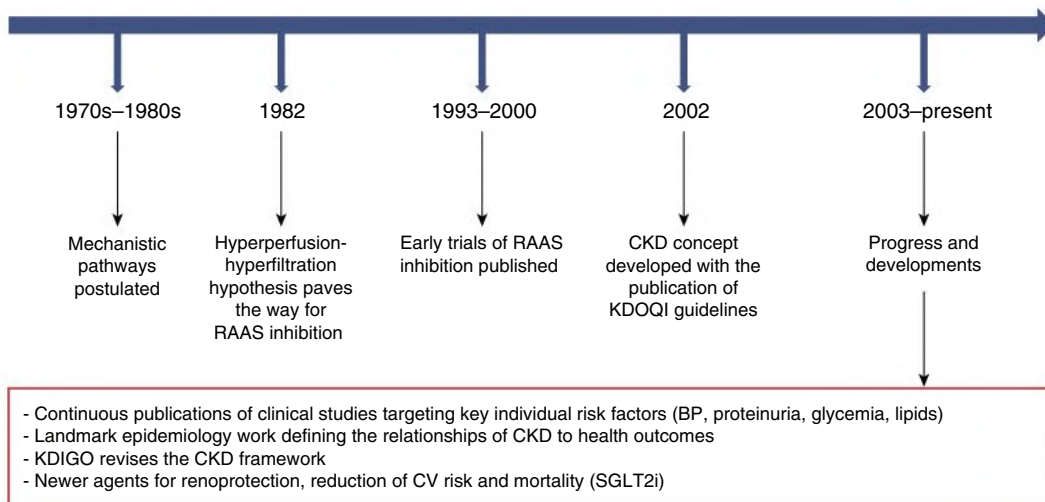 1970s–1980s
1982
1993–2000
2002
2003–present
Mechanistic
pathways
postulated
Hyperperfusion-
hyperfiltration
hypothesis paves
the way for
RAAS inhibition
Early trials of RAAS
inhibition published
CKD concept
developed with the
publication of
KDOQI guidelines
Progress and
developments
- Continuous publications of clinical studies targeting key individual risk factors (BP, proteinuria, glycemia, lipids)
- Landmark epidemiology work defining the relationships of CKD to health outcomes
- KDIGO revises the CKD framework
- Newer agents for renoprotection, reduction of CV risk and mortality (SGLT2i)